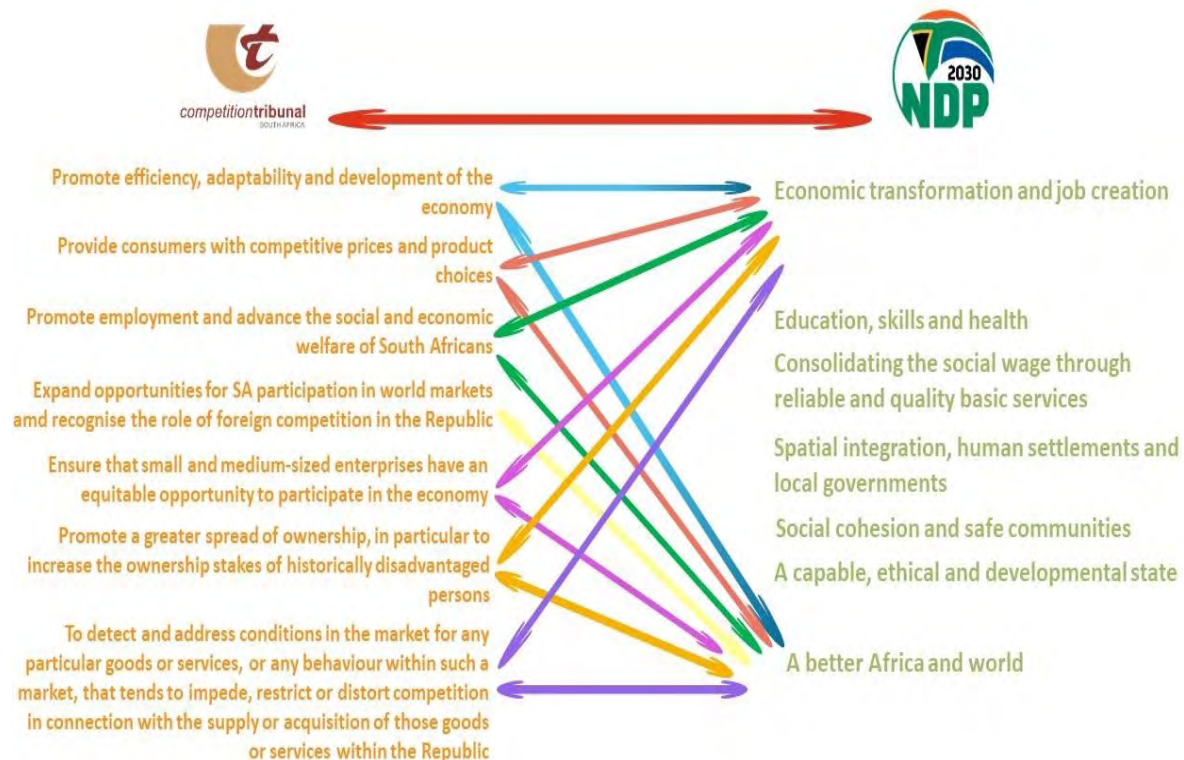 competitiontribunal
SOUTH AFRICA
2030
NDP
Promote efficiency, adaptability and development of the
economy
Provide consumers with competitive prices and product
choices
Promote employment and advance the social and economic
welfare of South Africans
Expand opportunities for SA participation in world markets
amd recognise the role of foreign competition in the Republic
Ensure that small and medium-sized enterprises have an
equitable opportunity to participate in the economy
Promote a greater spread of ownership, in particular to
increase the ownership stakes of historically disadvantaged
persons
To detect and address conditions in the market for any
particular goods or services, or any behaviour within such a
market, that tends to impede, restrict or distort competition
in connection with the supply or acquisition of those goods
or services within the Republic
Economic transformation and job creation
Education, skills and health
Consolidating the social wage through
reliable and quality basic services
Spatial integration, human settlements and
local governments
Social cohesion and safe communities
A capable, ethical and developmental state
A better Africa and world